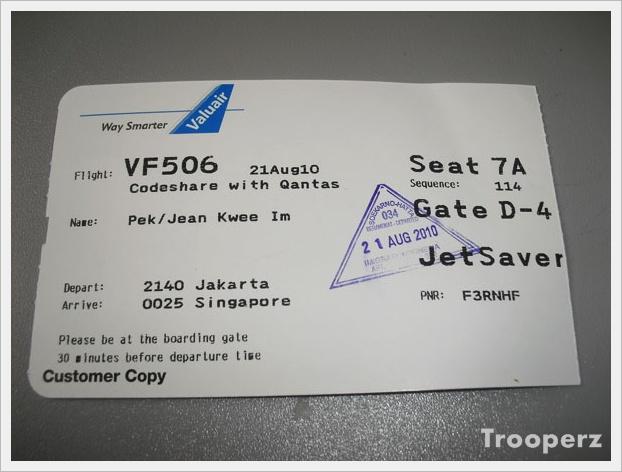 Way Smarter
Valuair
Flight: VF506 21Aug10
Codeshare with Qantas
Name: Pek/Jean Kwee Im
Depart: 2140 Jakarta
Arrive: 0025 Singapore
Please be at the boarding gate
30 minutes before departure time
Customer Copy
Seat 7A
Sequence: 114
Gate D-4
JetSaver
PNR: F3RNHF
SOEKARNO-HATTA
034
21 AUG 2010
Trooperz